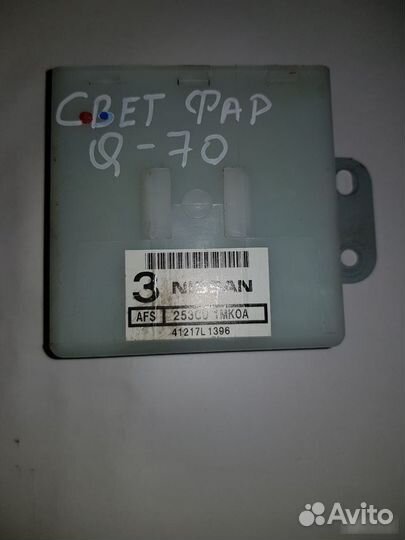 СВЕТ ФАР
Q-70
3 NISSAN
AFS 253C0 1MK0A
41217L1396
Avito